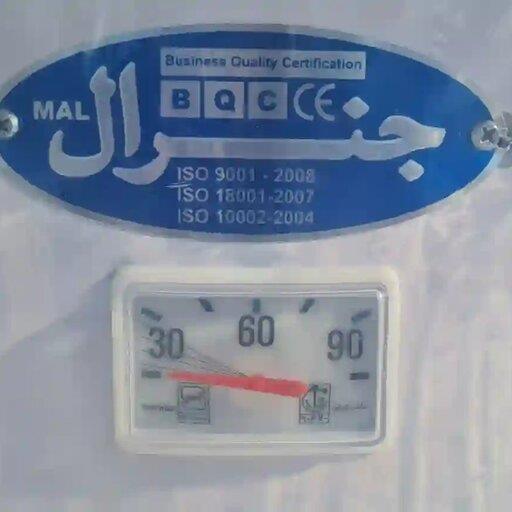 Business Quality Certification
B Q C CE
MAL
جنرال
ISO 9001 - 2008
ISO 18001-2007
ISO 10002-2004
30 60 90